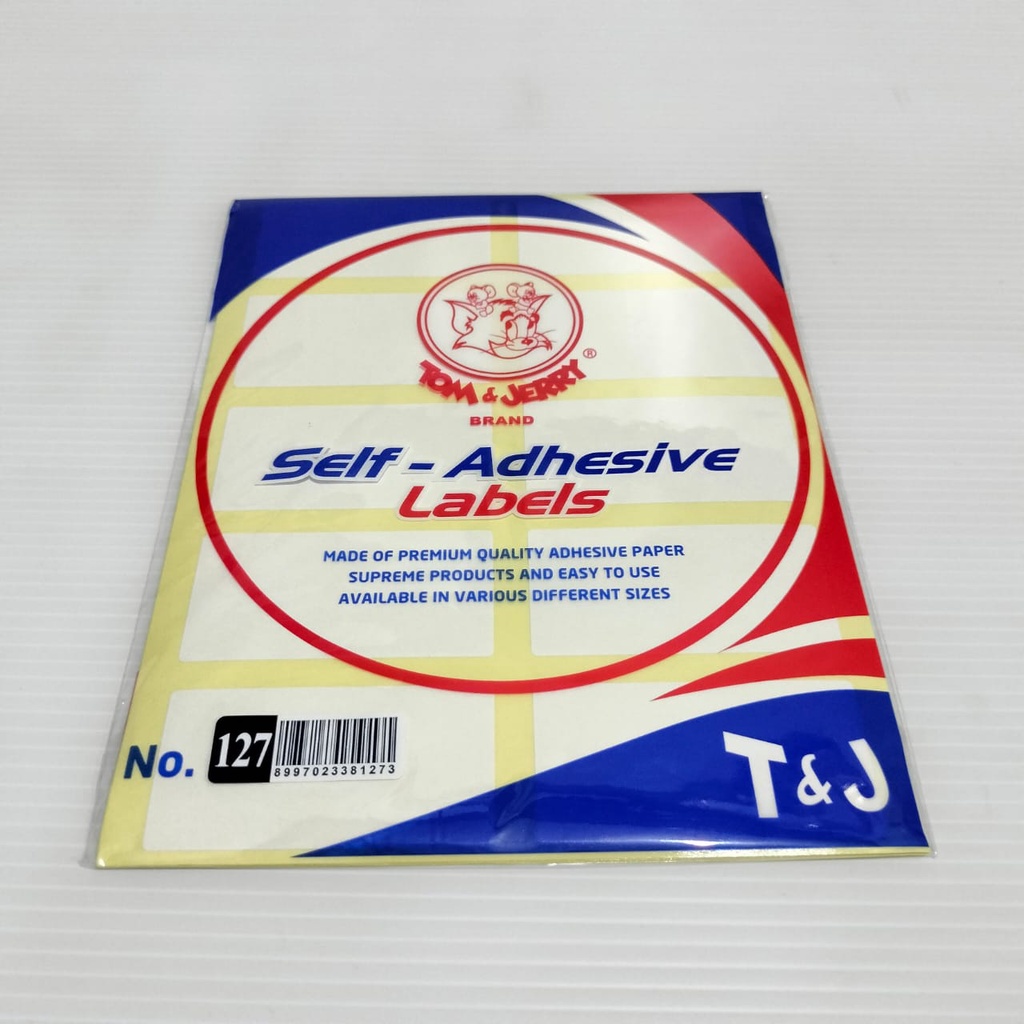 TOM & JERRY ®
BRAND
Self - Adhesive
Labels
MADE OF PREMIUM QUALITY ADHESIVE PAPER
SUPREME PRODUCTS AND EASY TO USE
AVAILABLE IN VARIOUS DIFFERENT SIZES
No. 127
8997023381273
T & J